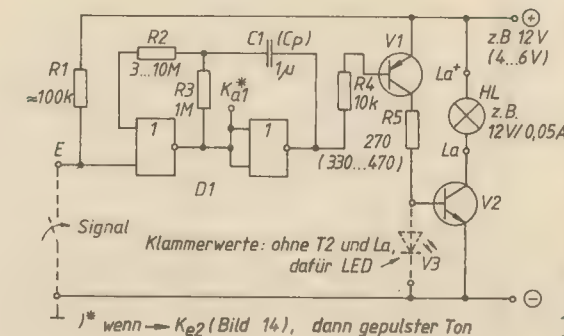 R1
≈100k
R2
3...10M
R3
1M
C1 (Cp)
1µ
Ka1*
1
1
D1
R4
10k
V1
R5
270
(330...470)
⊕
z.B. 12V
(4...6V)
La+
HL
z.B.
12V/0,05A
La
V2
E
Signal
Klammerwerte: ohne T2 und La,
dafür LED
V3
⊖
)* wenn → Ke2 (Bild 14), dann gepulster Ton